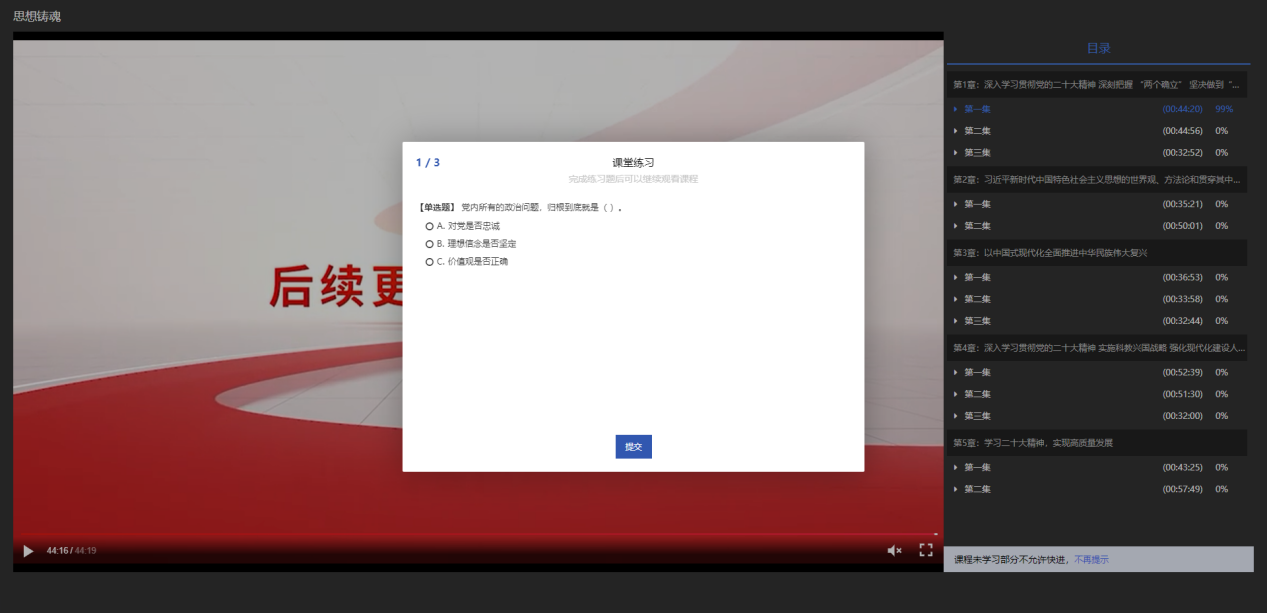 思想铸魂
后续更
1 / 3
课堂练习
完成练习题后可以继续观看课程
【单选题】 党内所有的政治问题，归根到底就是（ ）。
A. 对党是否忠诚
B. 理想信念是否坚定
C. 价值观是否正确
提交
44:16 / 44:19
目录
第1章：深入学习贯彻党的二十大精神 深刻把握 “两个确立” 坚决做到 “...
第一集 (00:44:20) 99%
第二集 (00:44:56) 0%
第三集 (00:32:52) 0%
第2章：习近平新时代中国特色社会主义思想的世界观、方法论和贯穿其中...
第一集 (00:35:21) 0%
第二集 (00:50:01) 0%
第3章：以中国式现代化全面推进中华民族伟大复兴
第一集 (00:36:53) 0%
第二集 (00:33:58) 0%
第三集 (00:32:44) 0%
第4章：深入学习贯彻党的二十大精神 实施科教兴国战略 强化现代化建设人...
第一集 (00:52:39) 0%
第二集 (00:51:30) 0%
第三集 (00:32:00) 0%
第5章：学习二十大精神，实现高质量发展
第一集 (00:43:25) 0%
第二集 (00:57:49) 0%
课程未学习部分不允许快进，不再提示